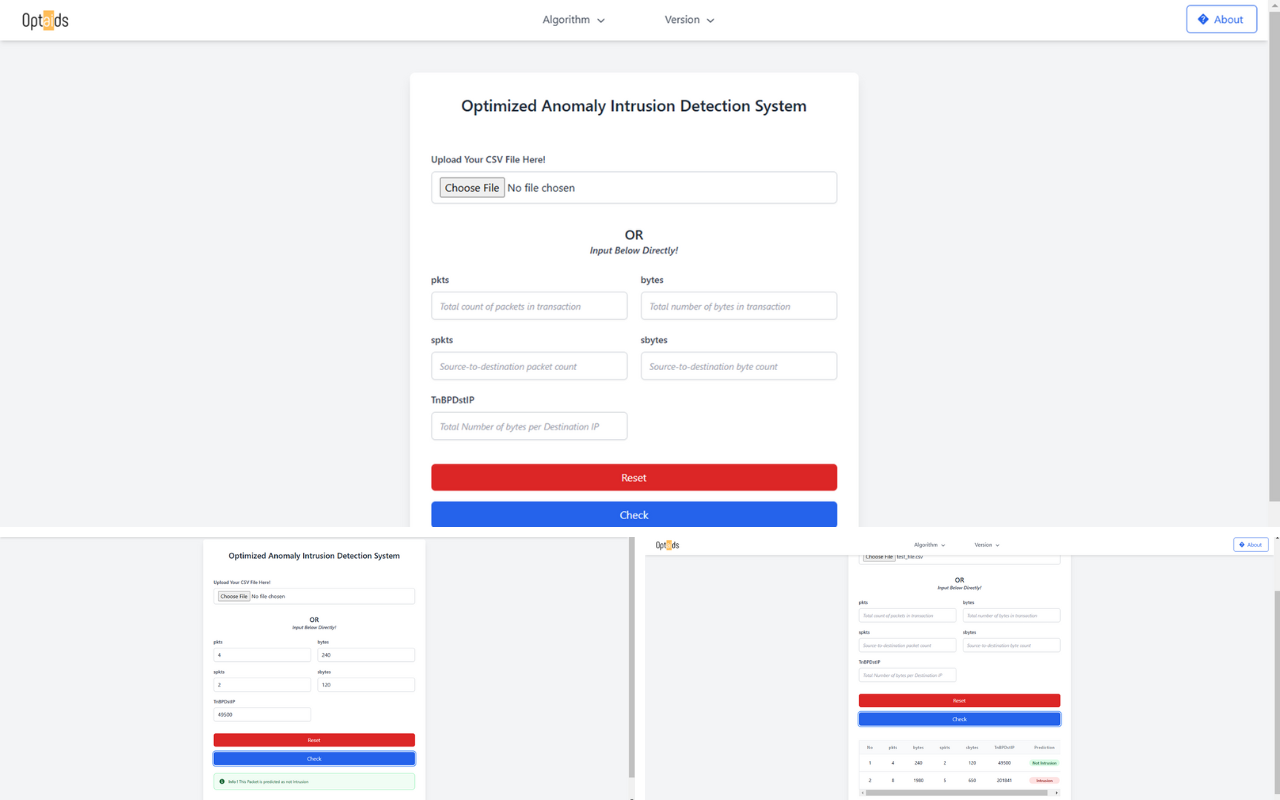 Optaids
Algorithm
Version
About
Optimized Anomaly Intrusion Detection System
Upload Your CSV File Here!
Choose File No file chosen
OR
Input Below Directly!
pkts bytes
Total count of packets in transaction Total number of bytes in transaction
spkts sbytes
Source-to-destination packet count Source-to-destination byte count
TnBPDstIP
Total Number of bytes per Destination IP
Reset
Check
Optimized Anomaly Intrusion Detection System
Upload Your CSV File Here!
Choose File No file chosen
OR
Input Below Directly!
pkts bytes
4 240
spkts sbytes
2 120
TnBPDstIP
49500
Reset
Check
Info! This Packet is predicted as not intrusion
Optaids
Algorithm
Version
About
Choose File test_file.csv
OR
Input Below Directly!
pkts bytes
Total count of packets in transaction Total number of bytes in transaction
spkts sbytes
Source-to-destination packet count Source-to-destination byte count
TnBPDstIP
Total Number of bytes per Destination IP
Reset
Check
No pkts bytes spkts sbytes TnBPDstIP Prediction
1 4 240 2 120 49500 Not Intrusion
2 Intrusion